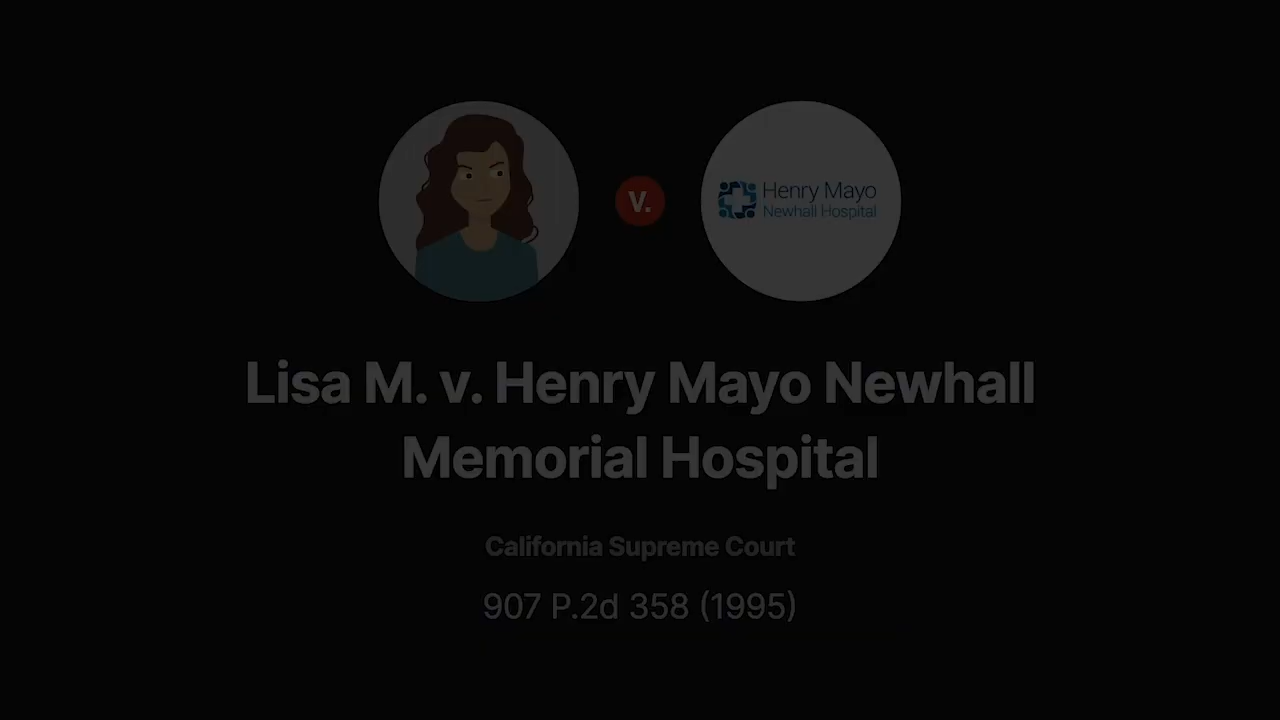 V.
Henry Mayo
Newhall Hospital
Lisa M. v. Henry Mayo Newhall
Memorial Hospital
California Supreme Court
907 P.2d 358 (1995)